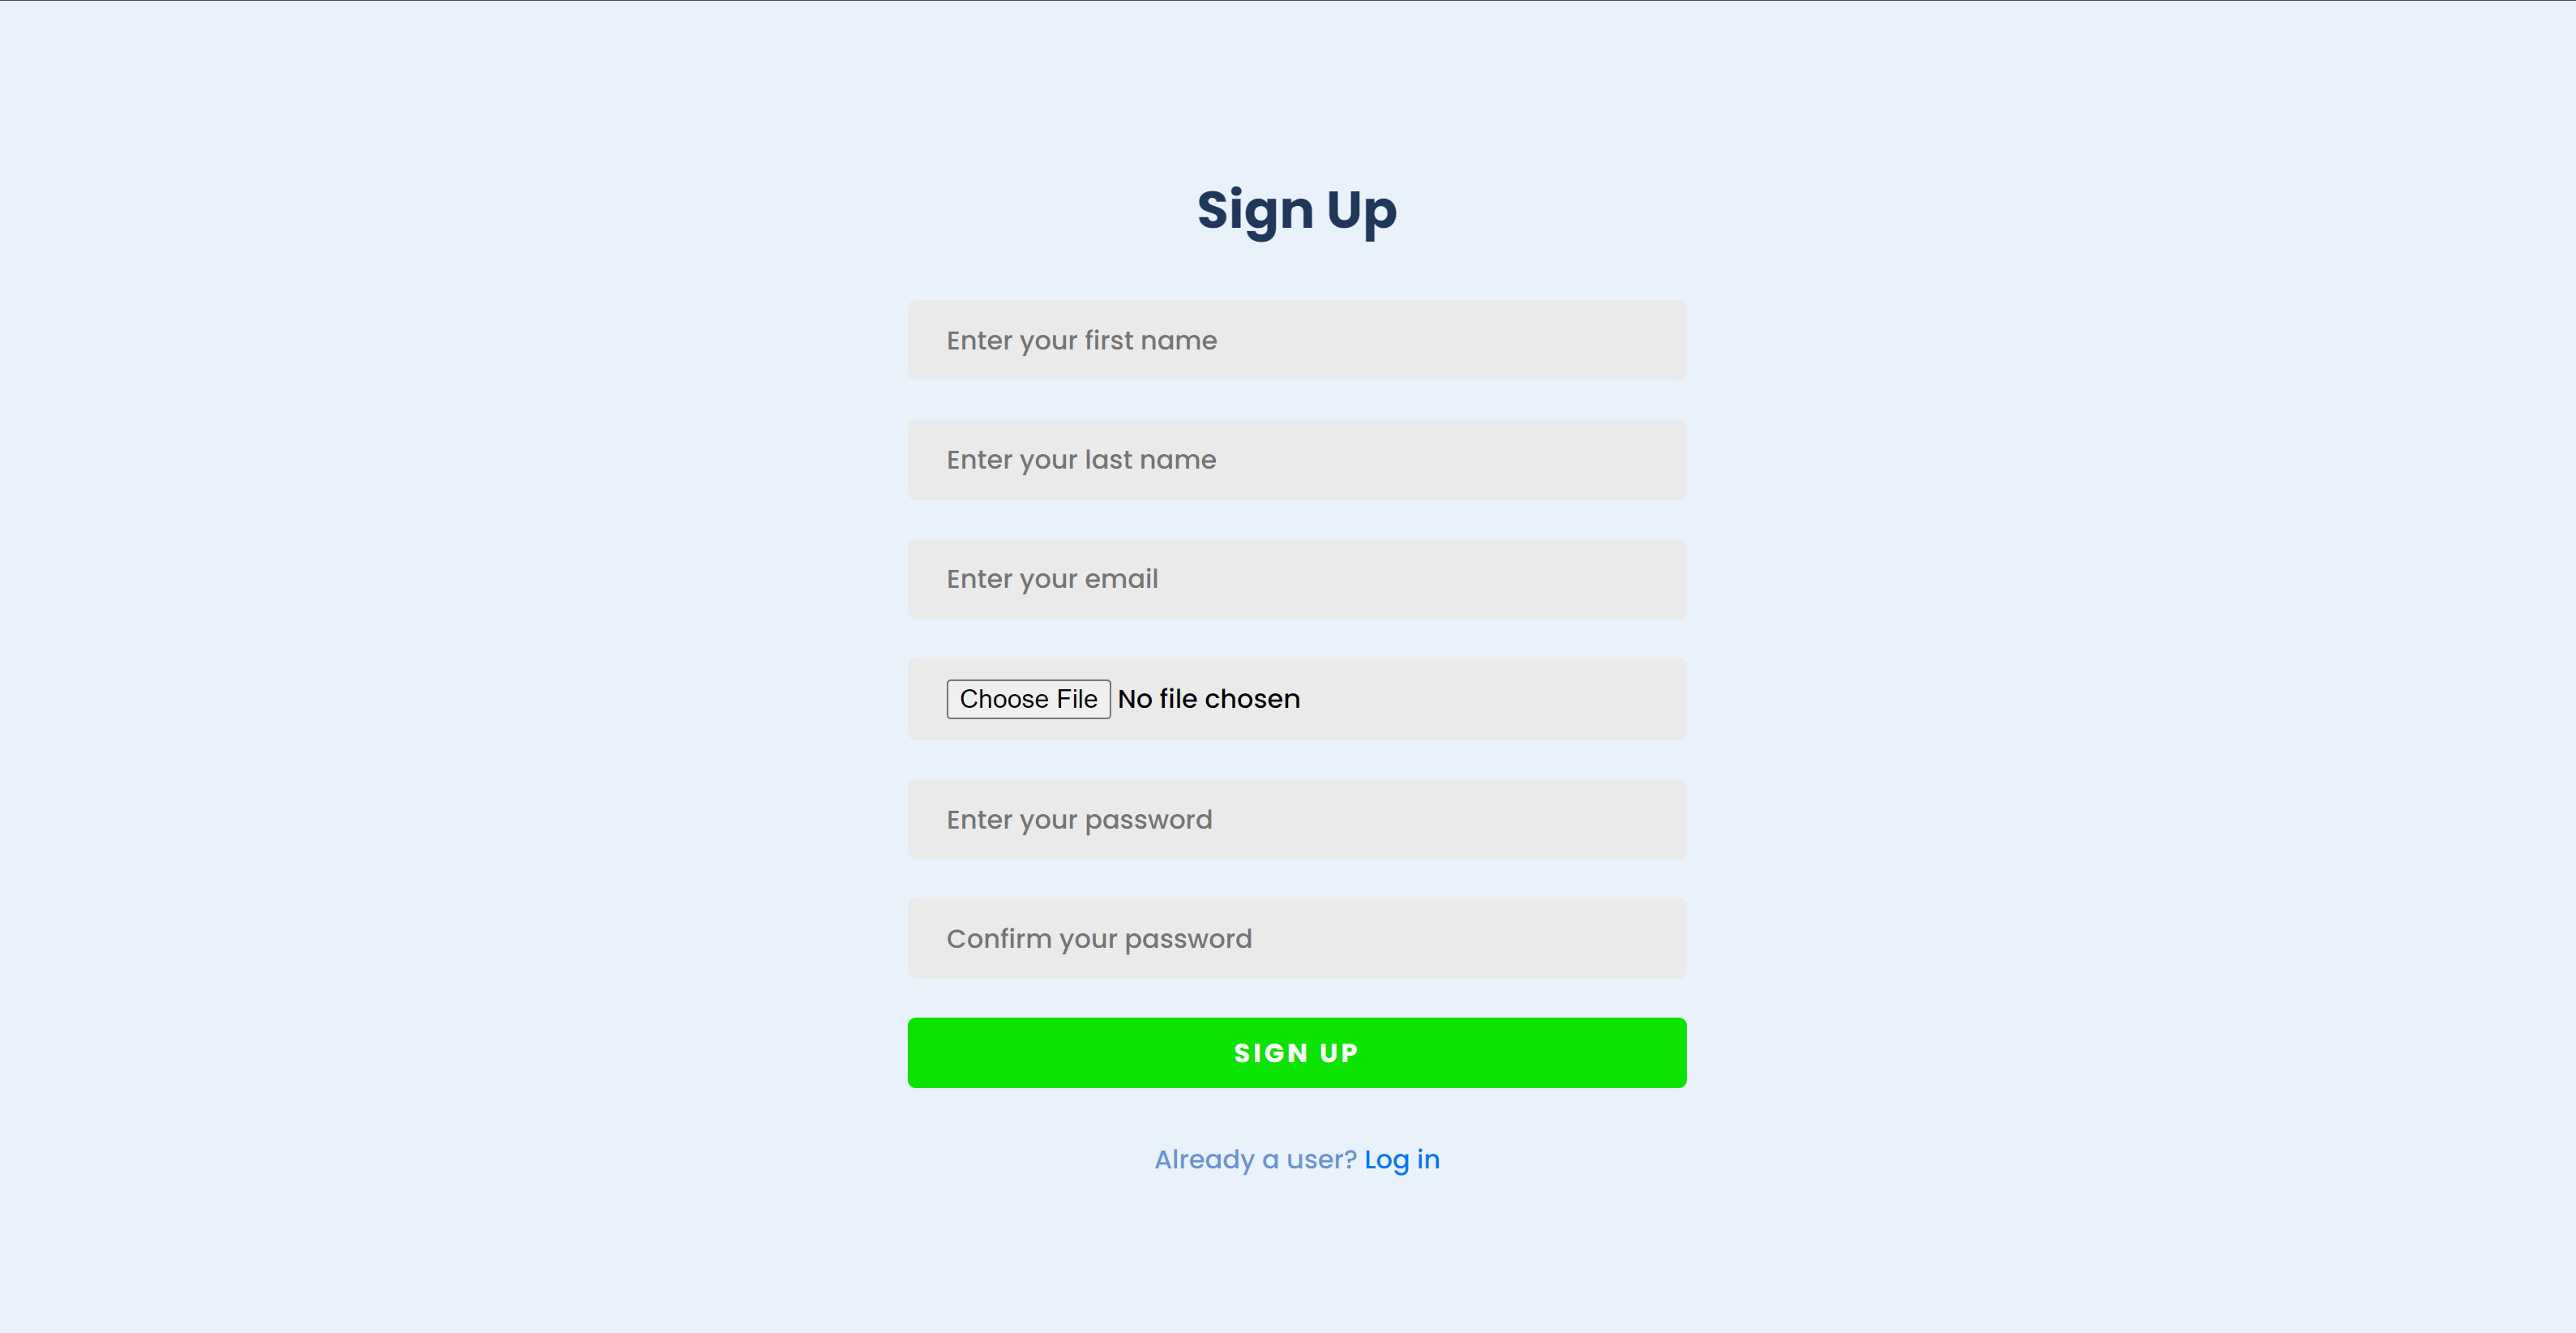 Sign Up
Enter your first name
Enter your last name
Enter your email
Choose File No file chosen
Enter your password
Confirm your password
SIGN UP
Already a user? Log in